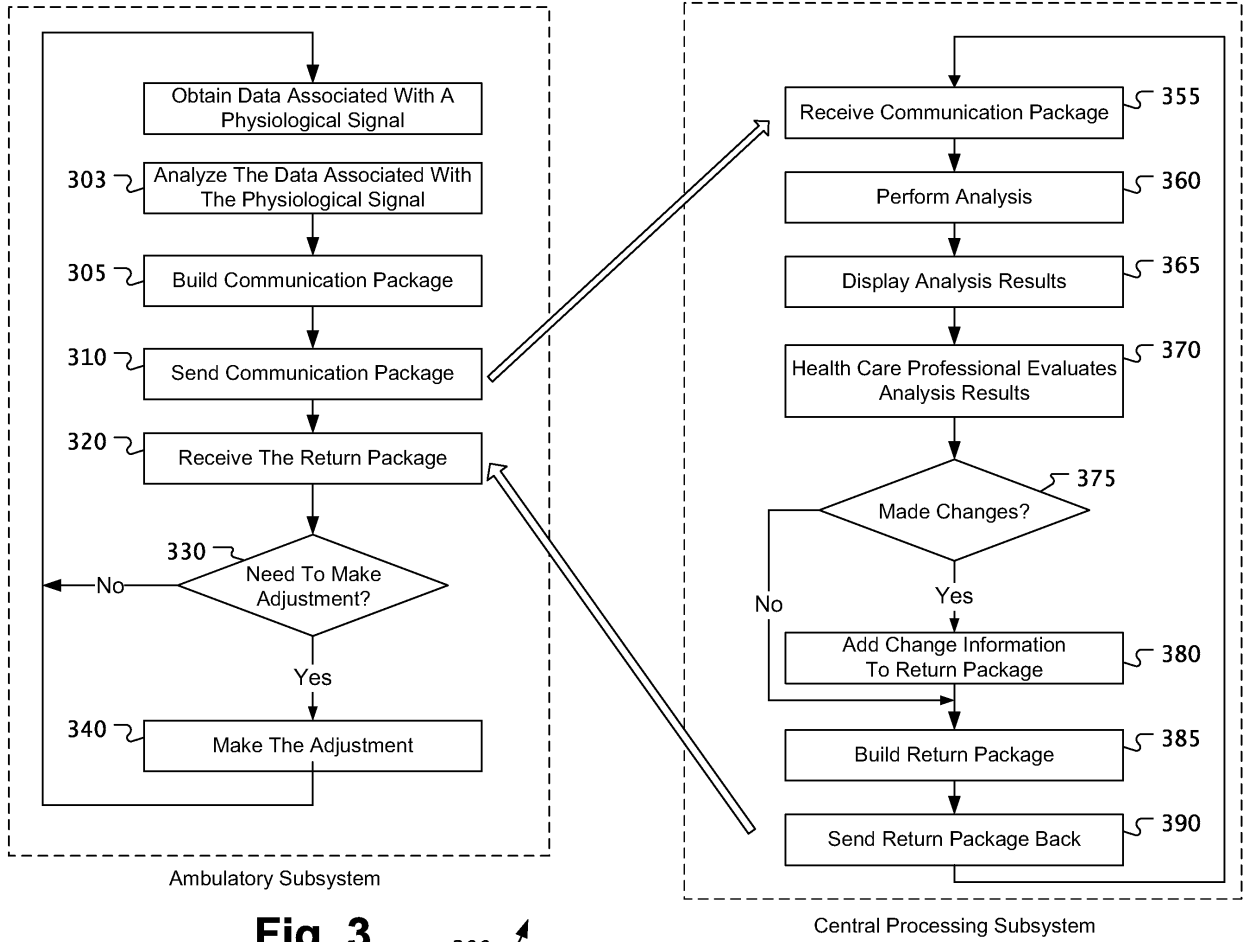 Obtain Data Associated With A
Physiological Signal
303
Analyze The Data Associated With
The Physiological Signal
305
Build Communication Package
310
Send Communication Package
320
Receive The Return Package
330
Need To Make
Adjustment?
No
Yes
340
Make The Adjustment
Ambulatory Subsystem
355
Receive Communication Package
360
Perform Analysis
365
Display Analysis Results
370
Health Care Professional Evaluates
Analysis Results
375
Made Changes?
No
Yes
380
Add Change Information
To Return Package
385
Build Return Package
390
Send Return Package Back
Central Processing Subsystem
Fig. 3